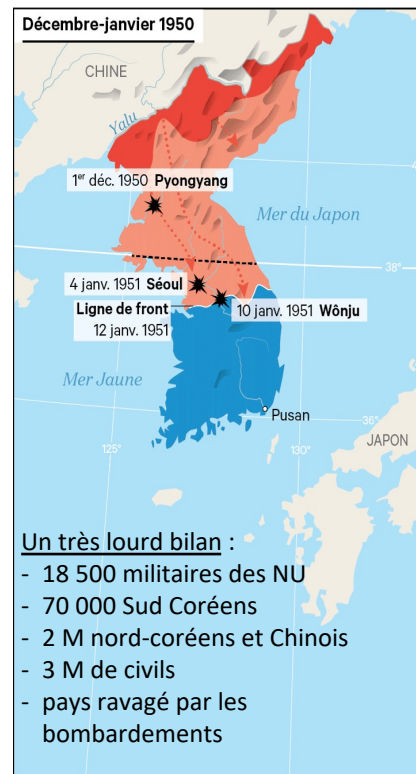 Décembre-janvier 1950
CHINE
Yalu
1er déc. 1950 Pyongyang
Mer du Japon
38°
4 janv. 1951 Séoul
Ligne de front
12 janv. 1951
10 janv. 1951 Wônju
Mer Jaune
Pusan
36°
125°
130°
JAPON
Un très lourd bilan :
- 18 500 militaires des NU
- 70 000 Sud Coréens
- 2 M nord-coréens et Chinois
- 3 M de civils
- pays ravagé par les
bombardements